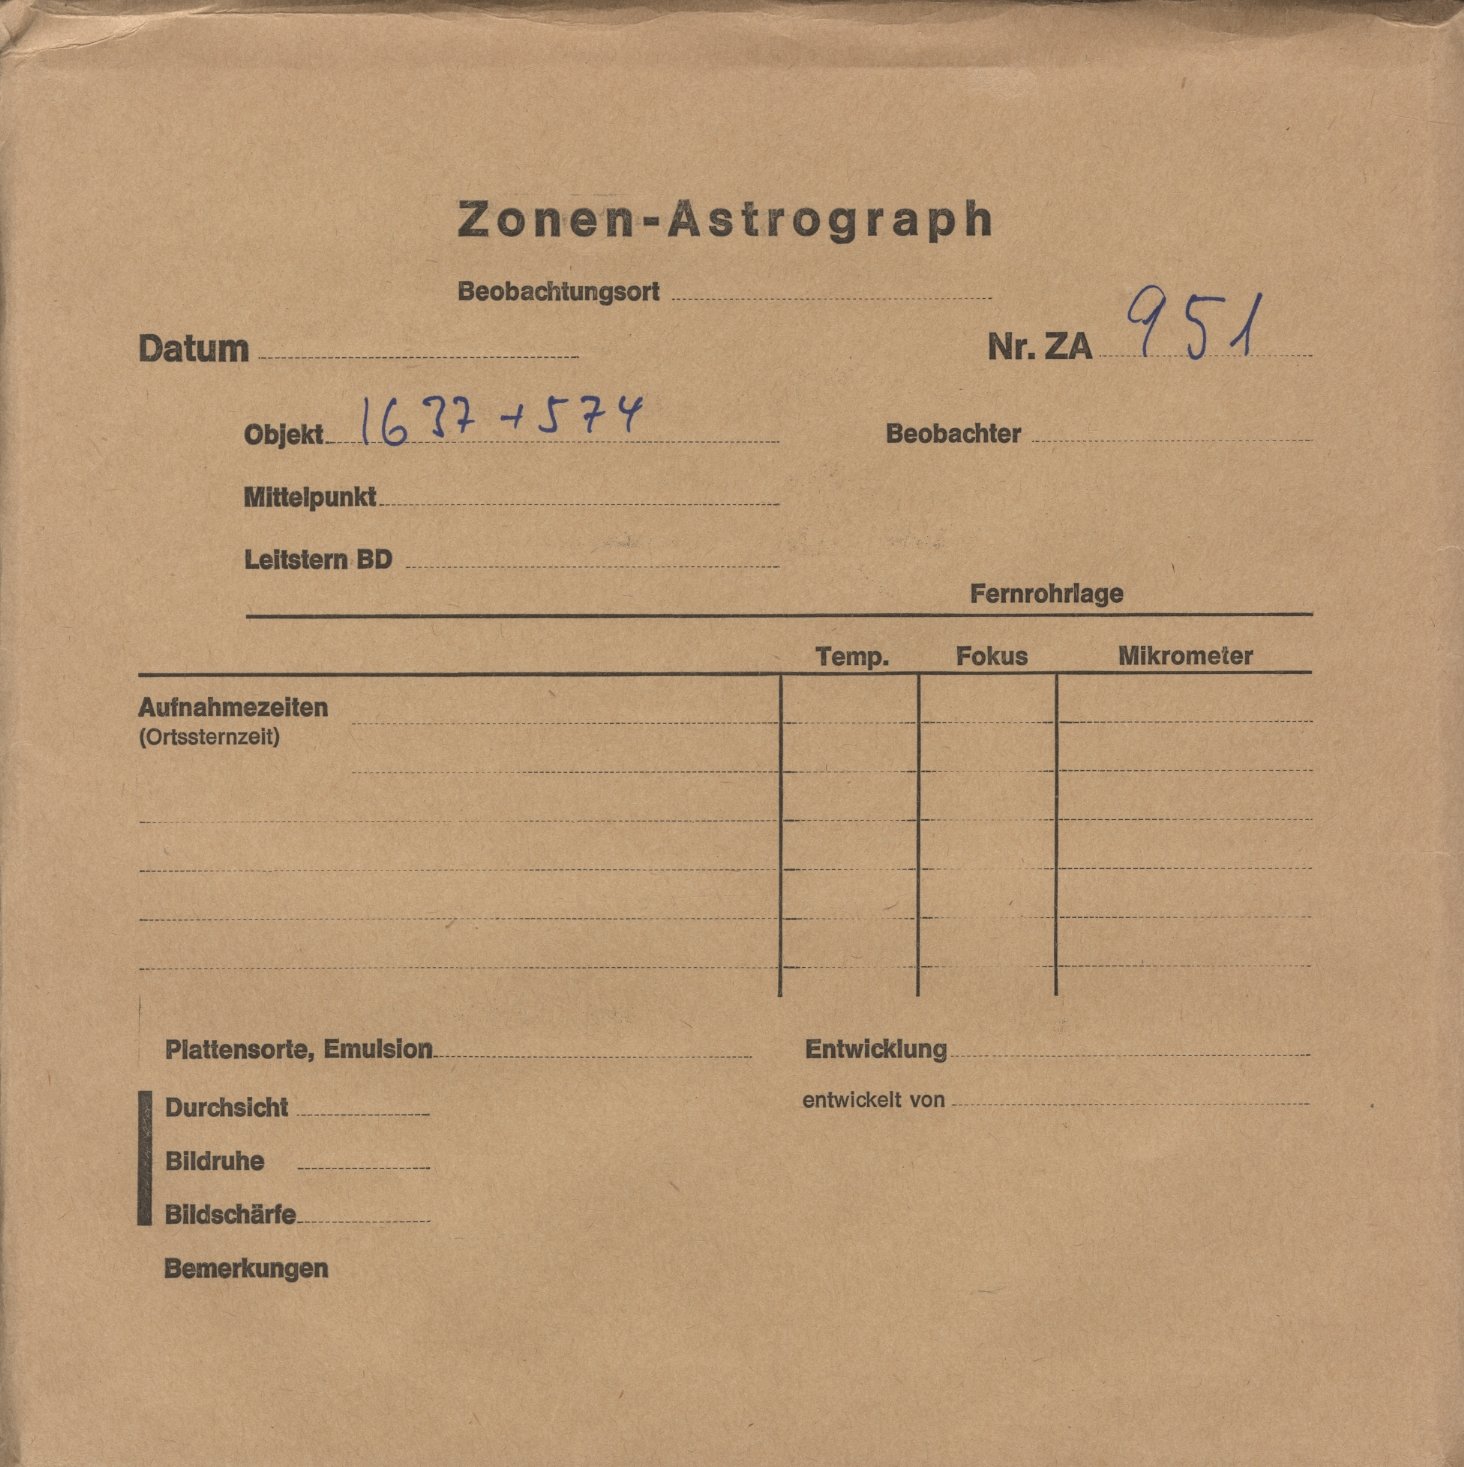 Zonen-Astrograph
Beobachtungsort
Datum Nr. ZA 951
Objekt 1637 +574 Beobachter
Mittelpunkt
Leitstern BD
Fernrohrlage
Temp. Fokus Mikrometer
Aufnahmezeiten
(Ortssternzeit)
Plattensorte, Emulsion Entwicklung
Durchsicht entwickelt von
Bildruhe
Bildschärfe
Bemerkungen